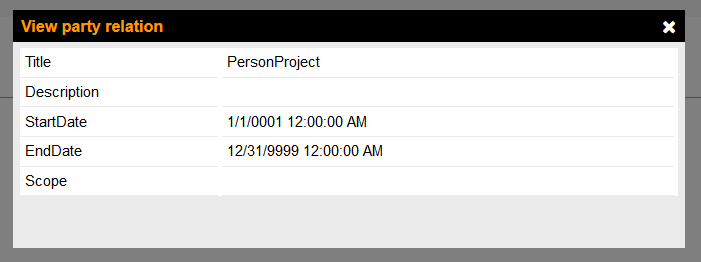 View party relation
Title PersonProject
Description
StartDate 1/1/0001 12:00:00 AM
EndDate 12/31/9999 12:00:00 AM
Scope